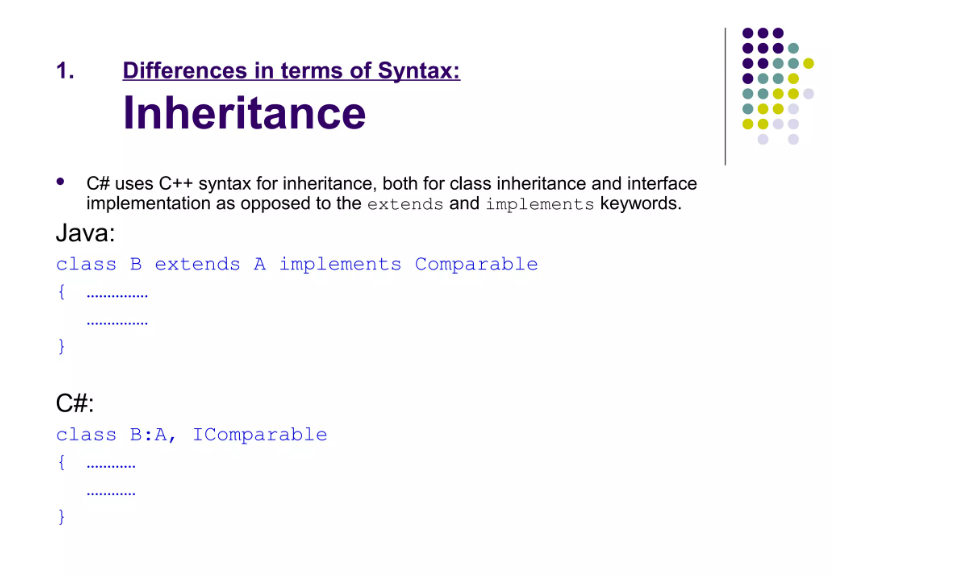 1. Differences in terms of Syntax:
Inheritance
• C# uses C++ syntax for inheritance, both for class inheritance and interface
implementation as opposed to the extends and implements keywords.
Java:
class B extends A implements Comparable
{ ……………
……………
}
C#:
class B:A, IComparable
{ …………
…………
}